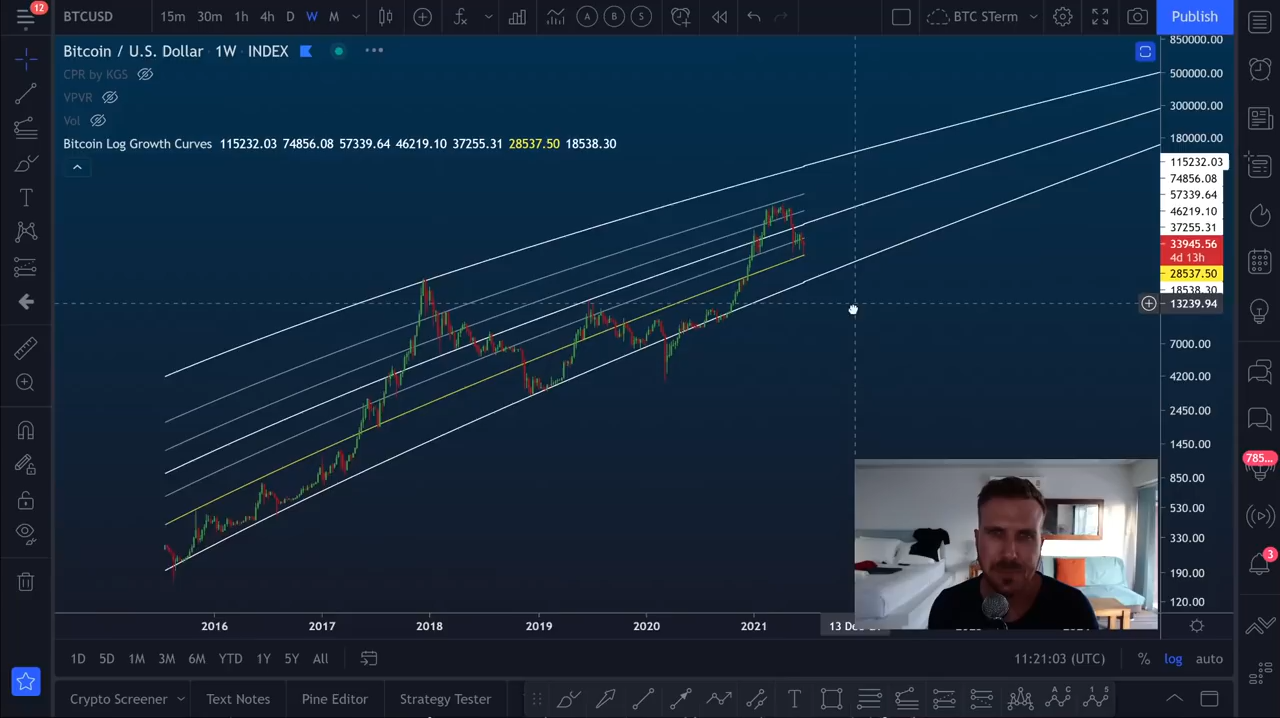 12
BTCUSD 15m 30m 1h 4h D W M A B S BTC STerm Publish
Bitcoin / U.S. Dollar 1W INDEX
CPR by KGS
VPVR
Vol
Bitcoin Log Growth Curves 115232.03 74856.08 57339.64 46219.10 37255.31 28537.50 18538.30
850000.00
500000.00
300000.00
180000.00
115232.03
74856.08
57339.64
46219.10
37255.31
33945.56
4d 13h
28537.50
18538.30
13239.94
7000.00
4200.00
2450.00
1450.00
850.00
530.00
330.00
190.00
120.00
785...
3
2016 2017 2018 2019 2020 2021
1D 5D 1M 3M 6M YTD 1Y 5Y All 11:21:03 (UTC) % log auto
Crypto Screener Text Notes Pine Editor Strategy Tester